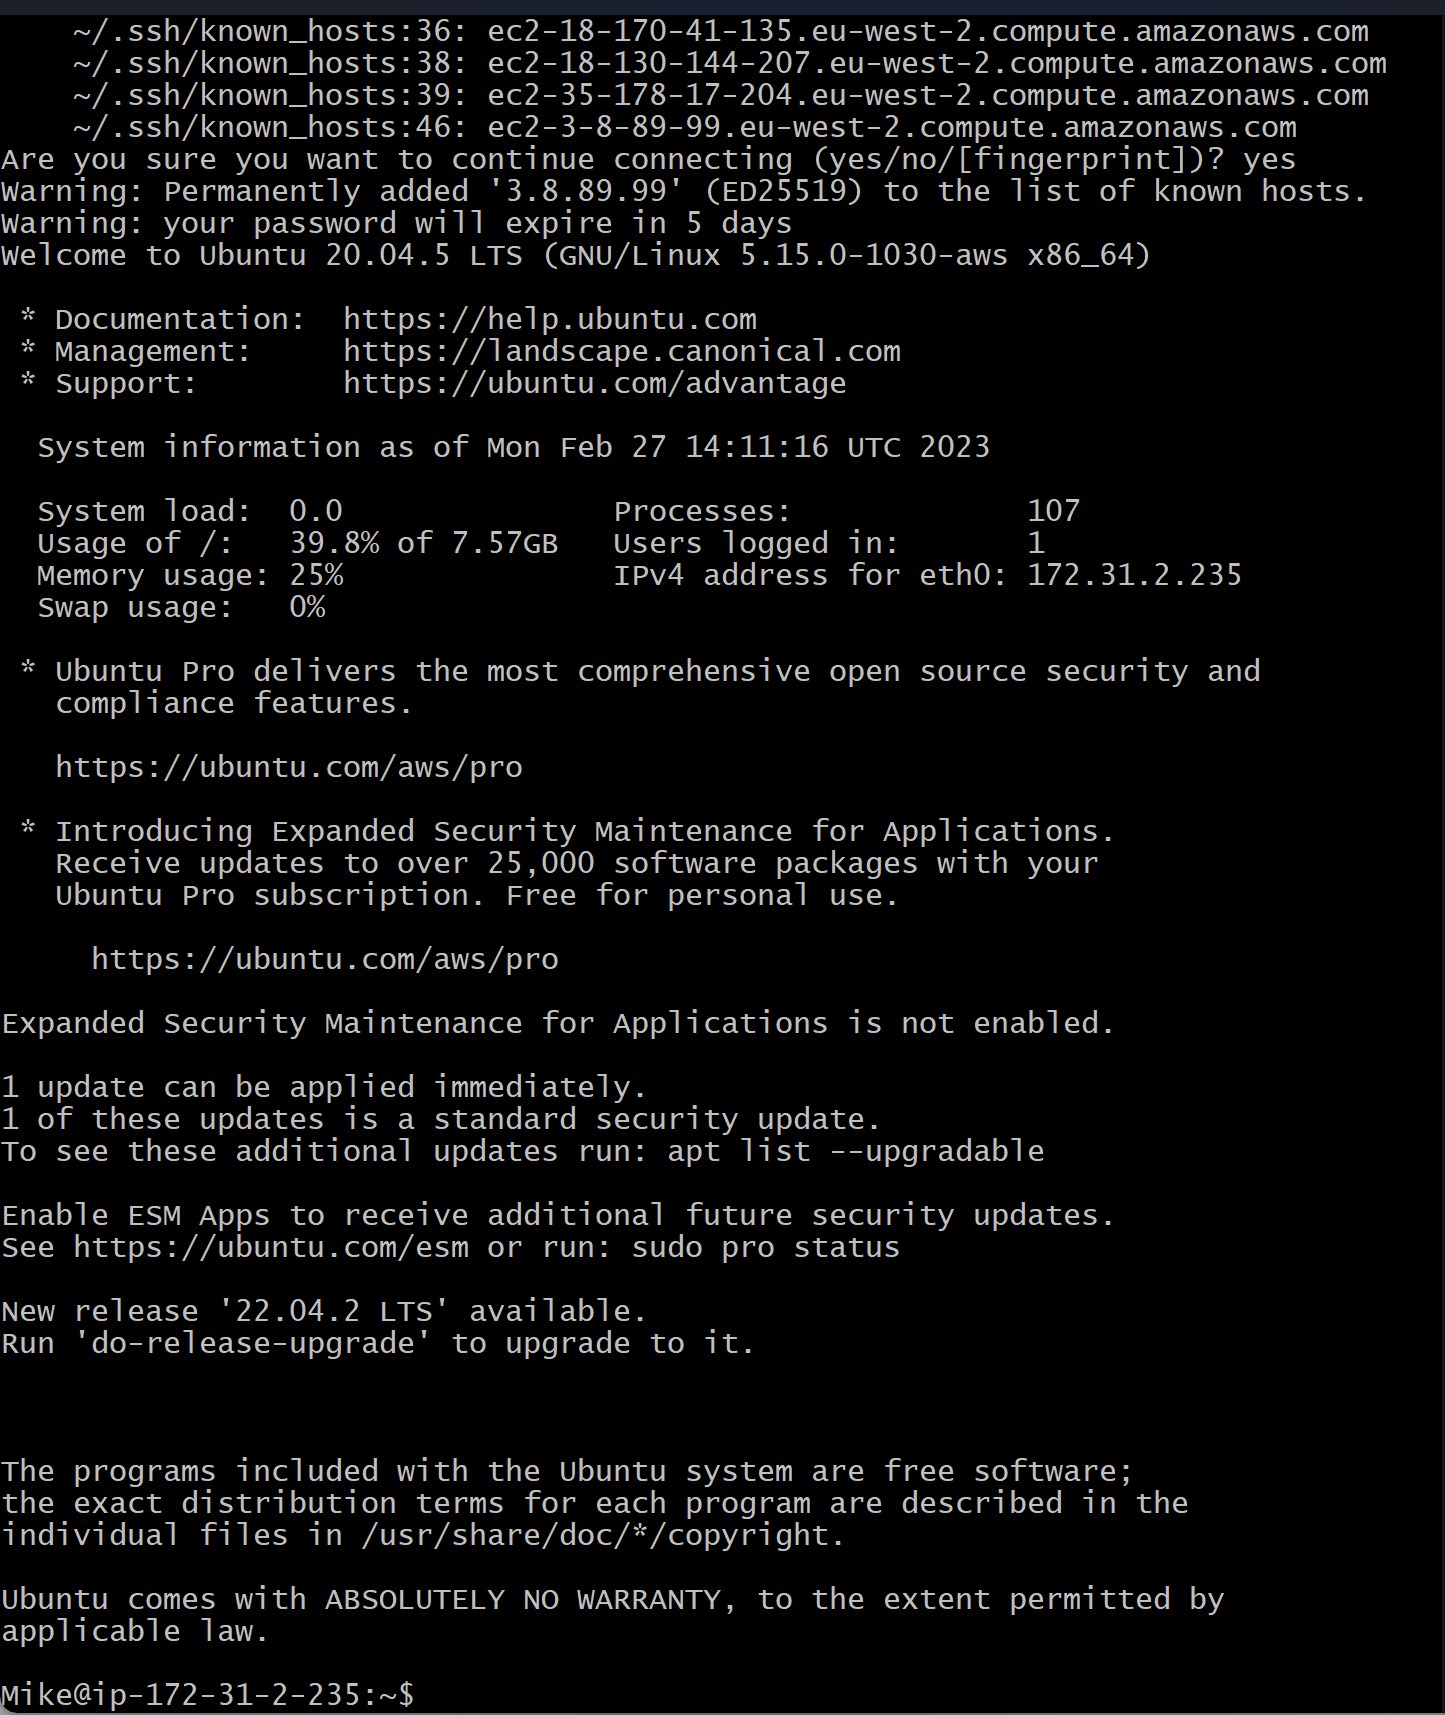 ~/.ssh/known_hosts:36: ec2-18-170-41-135.eu-west-2.compute.amazonaws.com
~/.ssh/known_hosts:38: ec2-18-130-144-207.eu-west-2.compute.amazonaws.com
~/.ssh/known_hosts:39: ec2-35-178-17-204.eu-west-2.compute.amazonaws.com
~/.ssh/known_hosts:46: ec2-3-8-89-99.eu-west-2.compute.amazonaws.com
Are you sure you want to continue connecting (yes/no/[fingerprint])? yes
Warning: Permanently added '3.8.89.99' (ED25519) to the list of known hosts.
Warning: your password will expire in 5 days
Welcome to Ubuntu 20.04.5 LTS (GNU/Linux 5.15.0-1030-aws x86_64)
* Documentation:  https://help.ubuntu.com
* Management:     https://landscape.canonical.com
* Support:        https://ubuntu.com/advantage
System information as of Mon Feb 27 14:11:16 UTC 2023
System load:  0.0               Processes:             107
Usage of /:   39.8% of 7.57GB   Users logged in:       1
Memory usage: 25%               IPv4 address for eth0: 172.31.2.235
Swap usage:   0%
* Ubuntu Pro delivers the most comprehensive open source security and
compliance features.
https://ubuntu.com/aws/pro
* Introducing Expanded Security Maintenance for Applications.
Receive updates to over 25,000 software packages with your
Ubuntu Pro subscription. Free for personal use.
https://ubuntu.com/aws/pro
Expanded Security Maintenance for Applications is not enabled.
1 update can be applied immediately.
1 of these updates is a standard security update.
To see these additional updates run: apt list --upgradable
Enable ESM Apps to receive additional future security updates.
See https://ubuntu.com/esm or run: sudo pro status
New release '22.04.2 LTS' available.
Run 'do-release-upgrade' to upgrade to it.
The programs included with the Ubuntu system are free software;
the exact distribution terms for each program are described in the
individual files in /usr/share/doc/*/copyright.
Ubuntu comes with ABSOLUTELY NO WARRANTY, to the extent permitted by
applicable law.
Mike@ip-172-31-2-235:~$